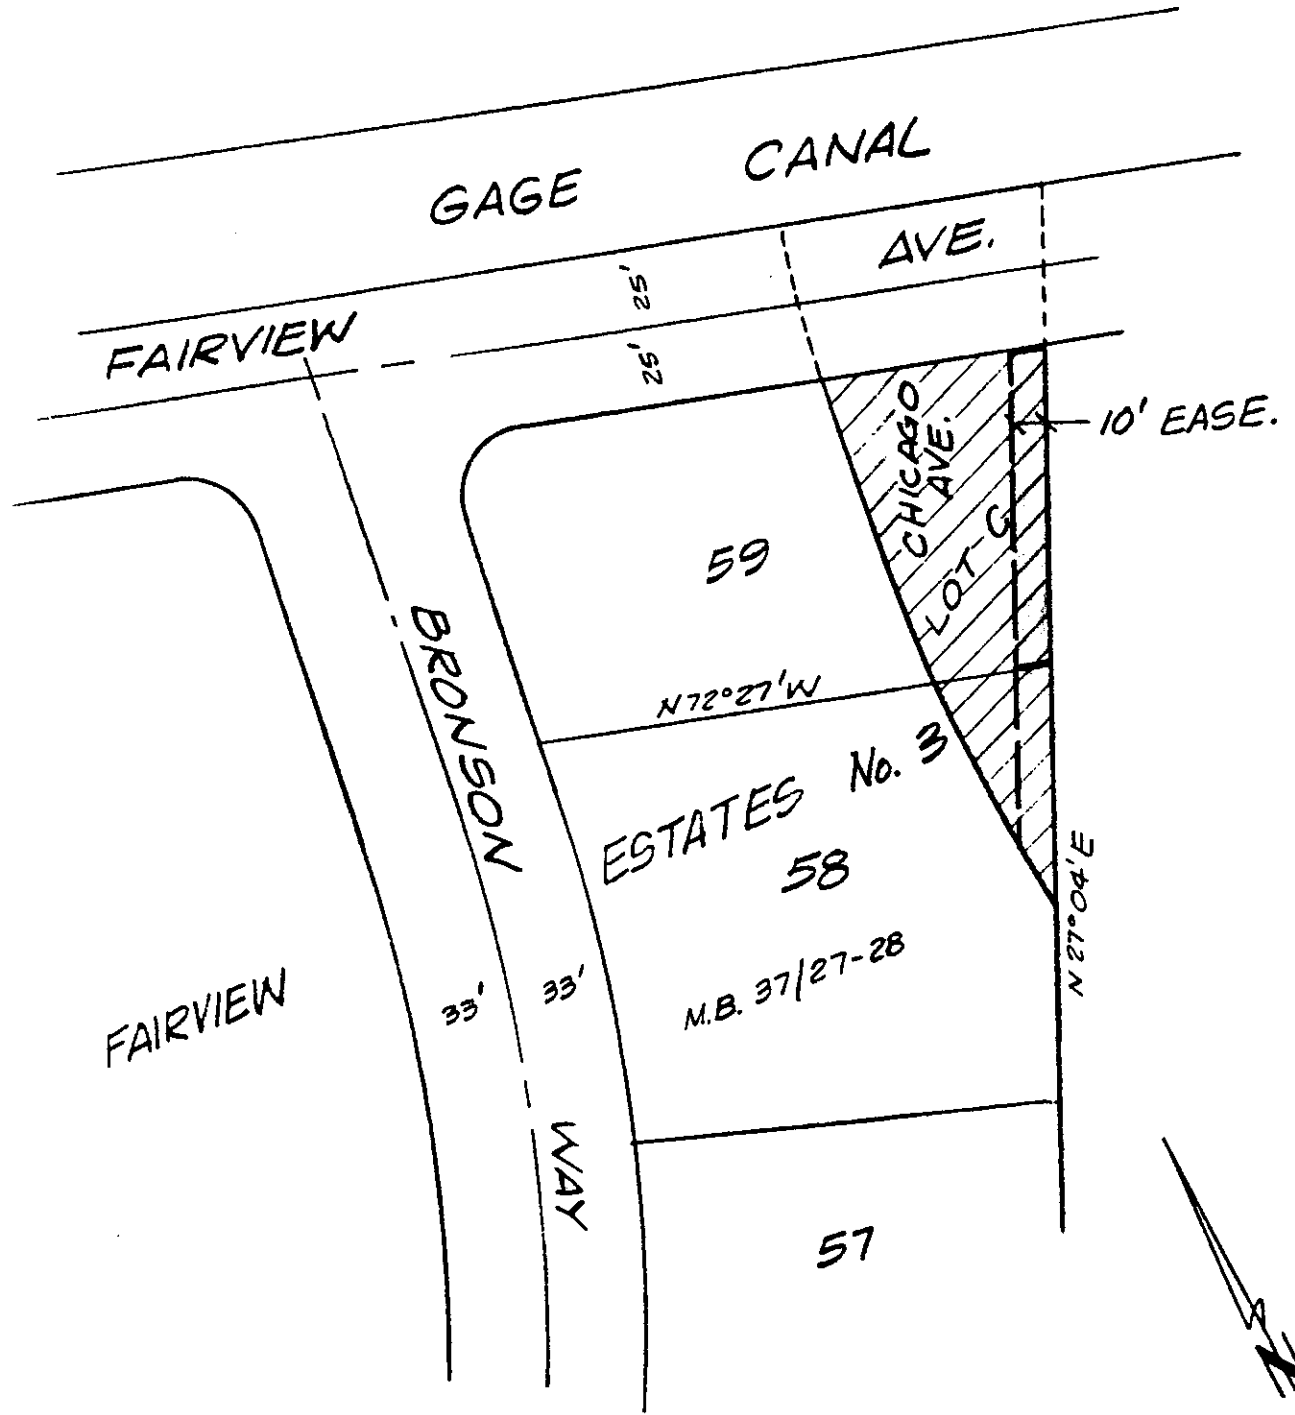 GAGE CANAL
AVE.
25'
FAIRVIEW
25'
CHICAGO
AVE.
10' EASE.
LOT C
59
BRONSON
N72°27'W
ESTATES No. 3
58
N 27°04'E
M.B. 37/27-28
FAIRVIEW
33'
33'
WAY
57
N